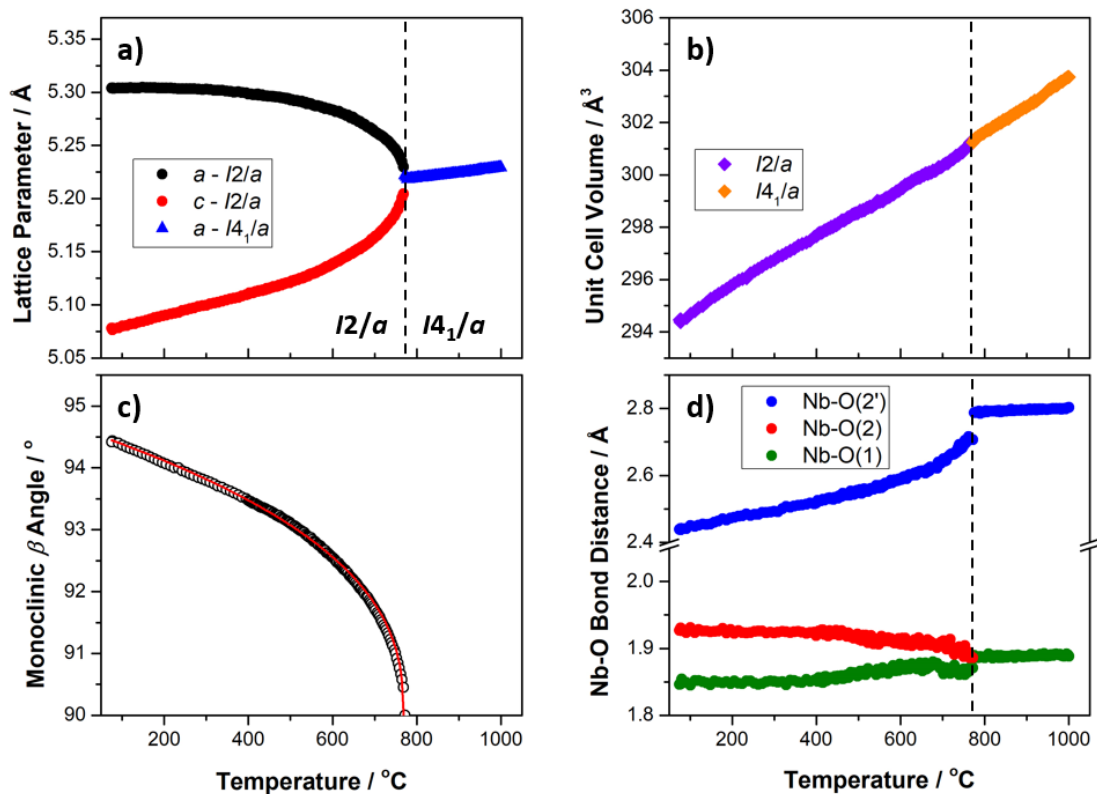 a)
5.35
5.30
5.25
5.20
5.15
5.10
5.05
Lattice Parameter / Å
a - I2/a
c - I2/a
a - I4₁/a
I2/a
I4₁/a
b)
304
302
300
298
296
294
Unit Cell Volume / Å³
I2/a
I4₁/a
c)
95
94
93
92
91
90
Monoclinic β Angle / °
200 400 600 800 1000
Temperature / °C
d)
2.8
2.6
2.4
2.0
1.9
1.8
Nb-O Bond Distance / Å
Nb-O(2')
Nb-O(2)
Nb-O(1)
200 400 600 800 1000
Temperature / °C